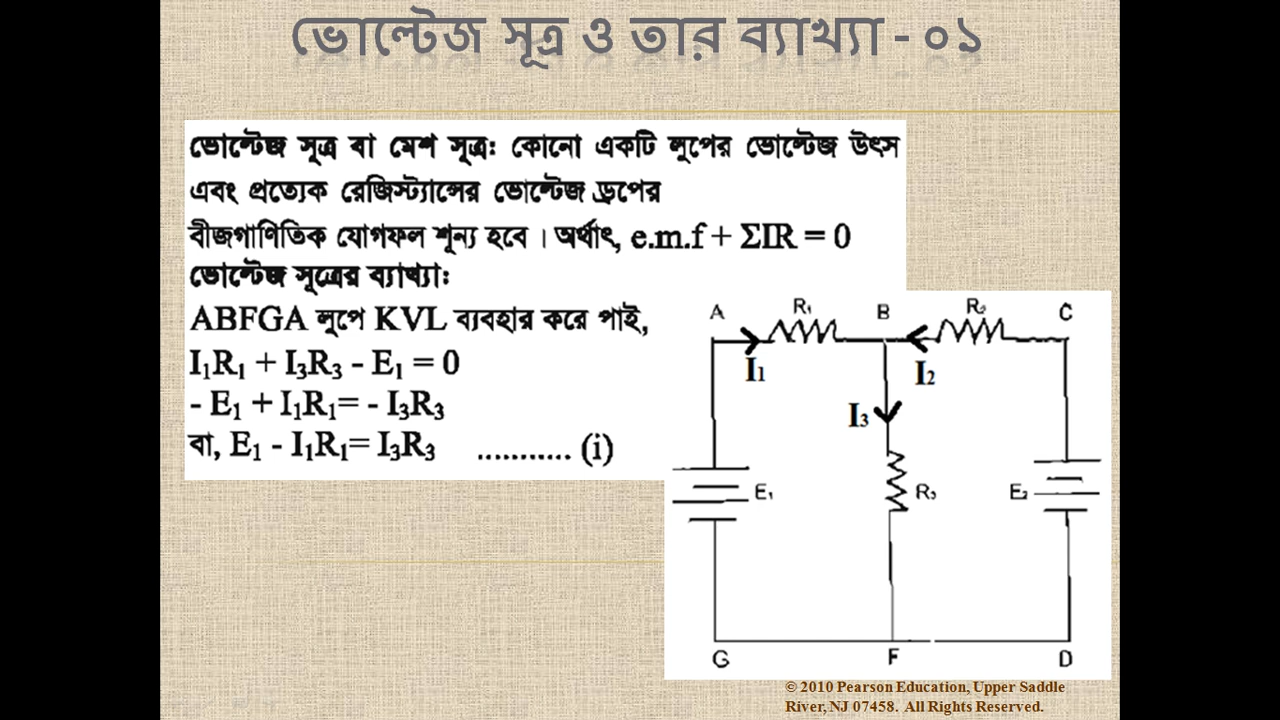 ভোল্টেজ সূত্র ও তার ব্যাখ্যা - ০১
ভোল্টেজ সূত্র বা মেশ সূত্রঃ কোনো একটি লুপের ভোল্টেজ উৎস
এবং প্রত্যেক রেজিস্ট্যান্সের ভোল্টেজ ড্রপের
বীজগাণিতিক যোগফল শূন্য হবে । অর্থাৎ, e.m.f + ΣIR = 0
ভোল্টেজ সূত্রের ব্যাখ্যাঃ
ABFGA লুপে KVL ব্যবহার করে পাই,
I₁R₁ + I₃R₃ - E₁ = 0
- E₁ + I₁R₁= - I₃R₃
বা, E₁ - I₁R₁= I₃R₃ ........... (i)
A R₁ B R₂ C
I₁ I₂
I₃
E₁ R₃ E₂
G F D
© 2010 Pearson Education, Upper Saddle
River, NJ 07458. All Rights Reserved.